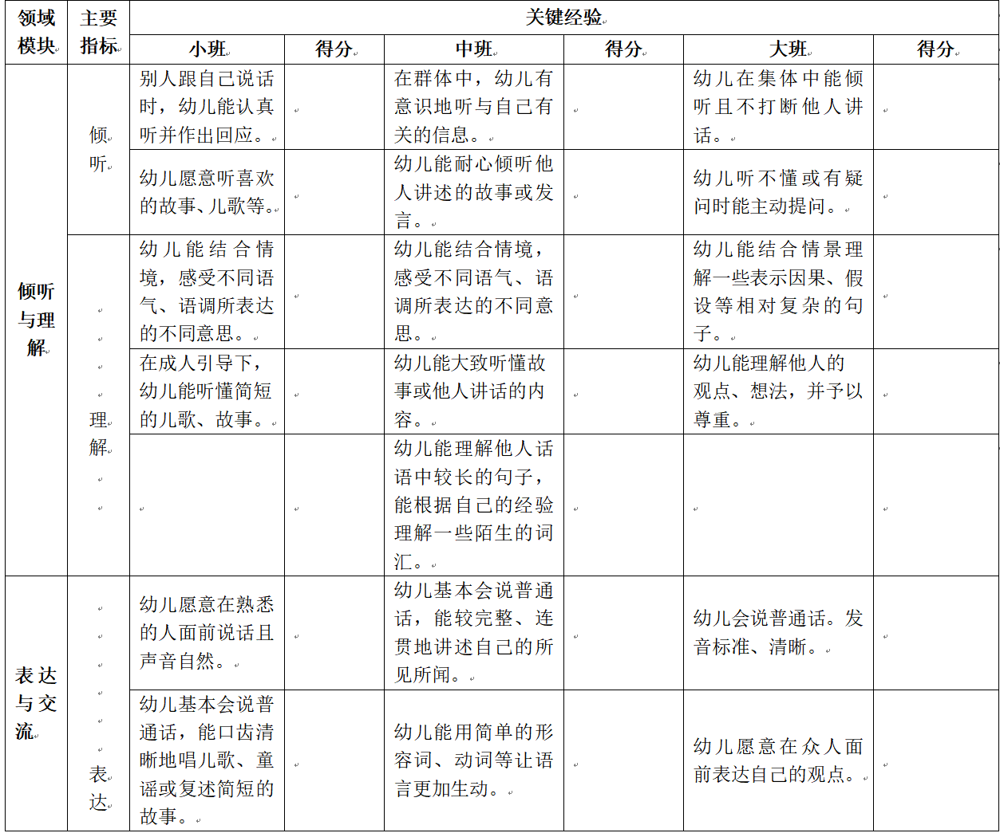 领域
模块
主要
指标
关键经验
小班
得分
中班
得分
大班
得分
倾听
与理
解
倾
听
别人跟自己说话
时，幼儿能认真
听并作出回应。
在群体中，幼儿有
意识地听与自己有
关的信息。
幼儿在集体中能倾
听且不打断他人讲
话。
幼儿愿意听喜欢
的故事、儿歌等。
幼儿能耐心倾听他
人讲述的故事或发
言。
幼儿听不懂或有疑
问时能主动提问。
理
解
幼儿能结合情
境，感受不同语
气、语调所表达
的不同意思。
幼儿能结合情境，
感受不同语气、语
调所表达的不同意
思。
幼儿能结合情景理
解一些表示因果、假
设等相对复杂的句
子。
在成人引导下，
幼儿能听懂简短
的儿歌、故事。
幼儿能大致听懂故
事或他人讲话的内
容。
幼儿能理解他人的
观点、想法，并予以
尊重。
幼儿能理解他人话
语中较长的句子，
能根据自己的经验
理解一些陌生的词
汇。
表达
与交
流
表
达
幼儿愿意在熟悉
的人面前说话且
声音自然。
幼儿基本会说普通
话，能较完整、连
贯地讲述自己的所
见所闻。
幼儿会说普通话。发
音标准、清晰。
幼儿基本会说普
通话，能口齿清
晰地唱儿歌、童
谣或复述简短的
故事。
幼儿能用简单的形
容词、动词等让语
言更加生动。
幼儿愿意在众人面
前表达自己的观点。